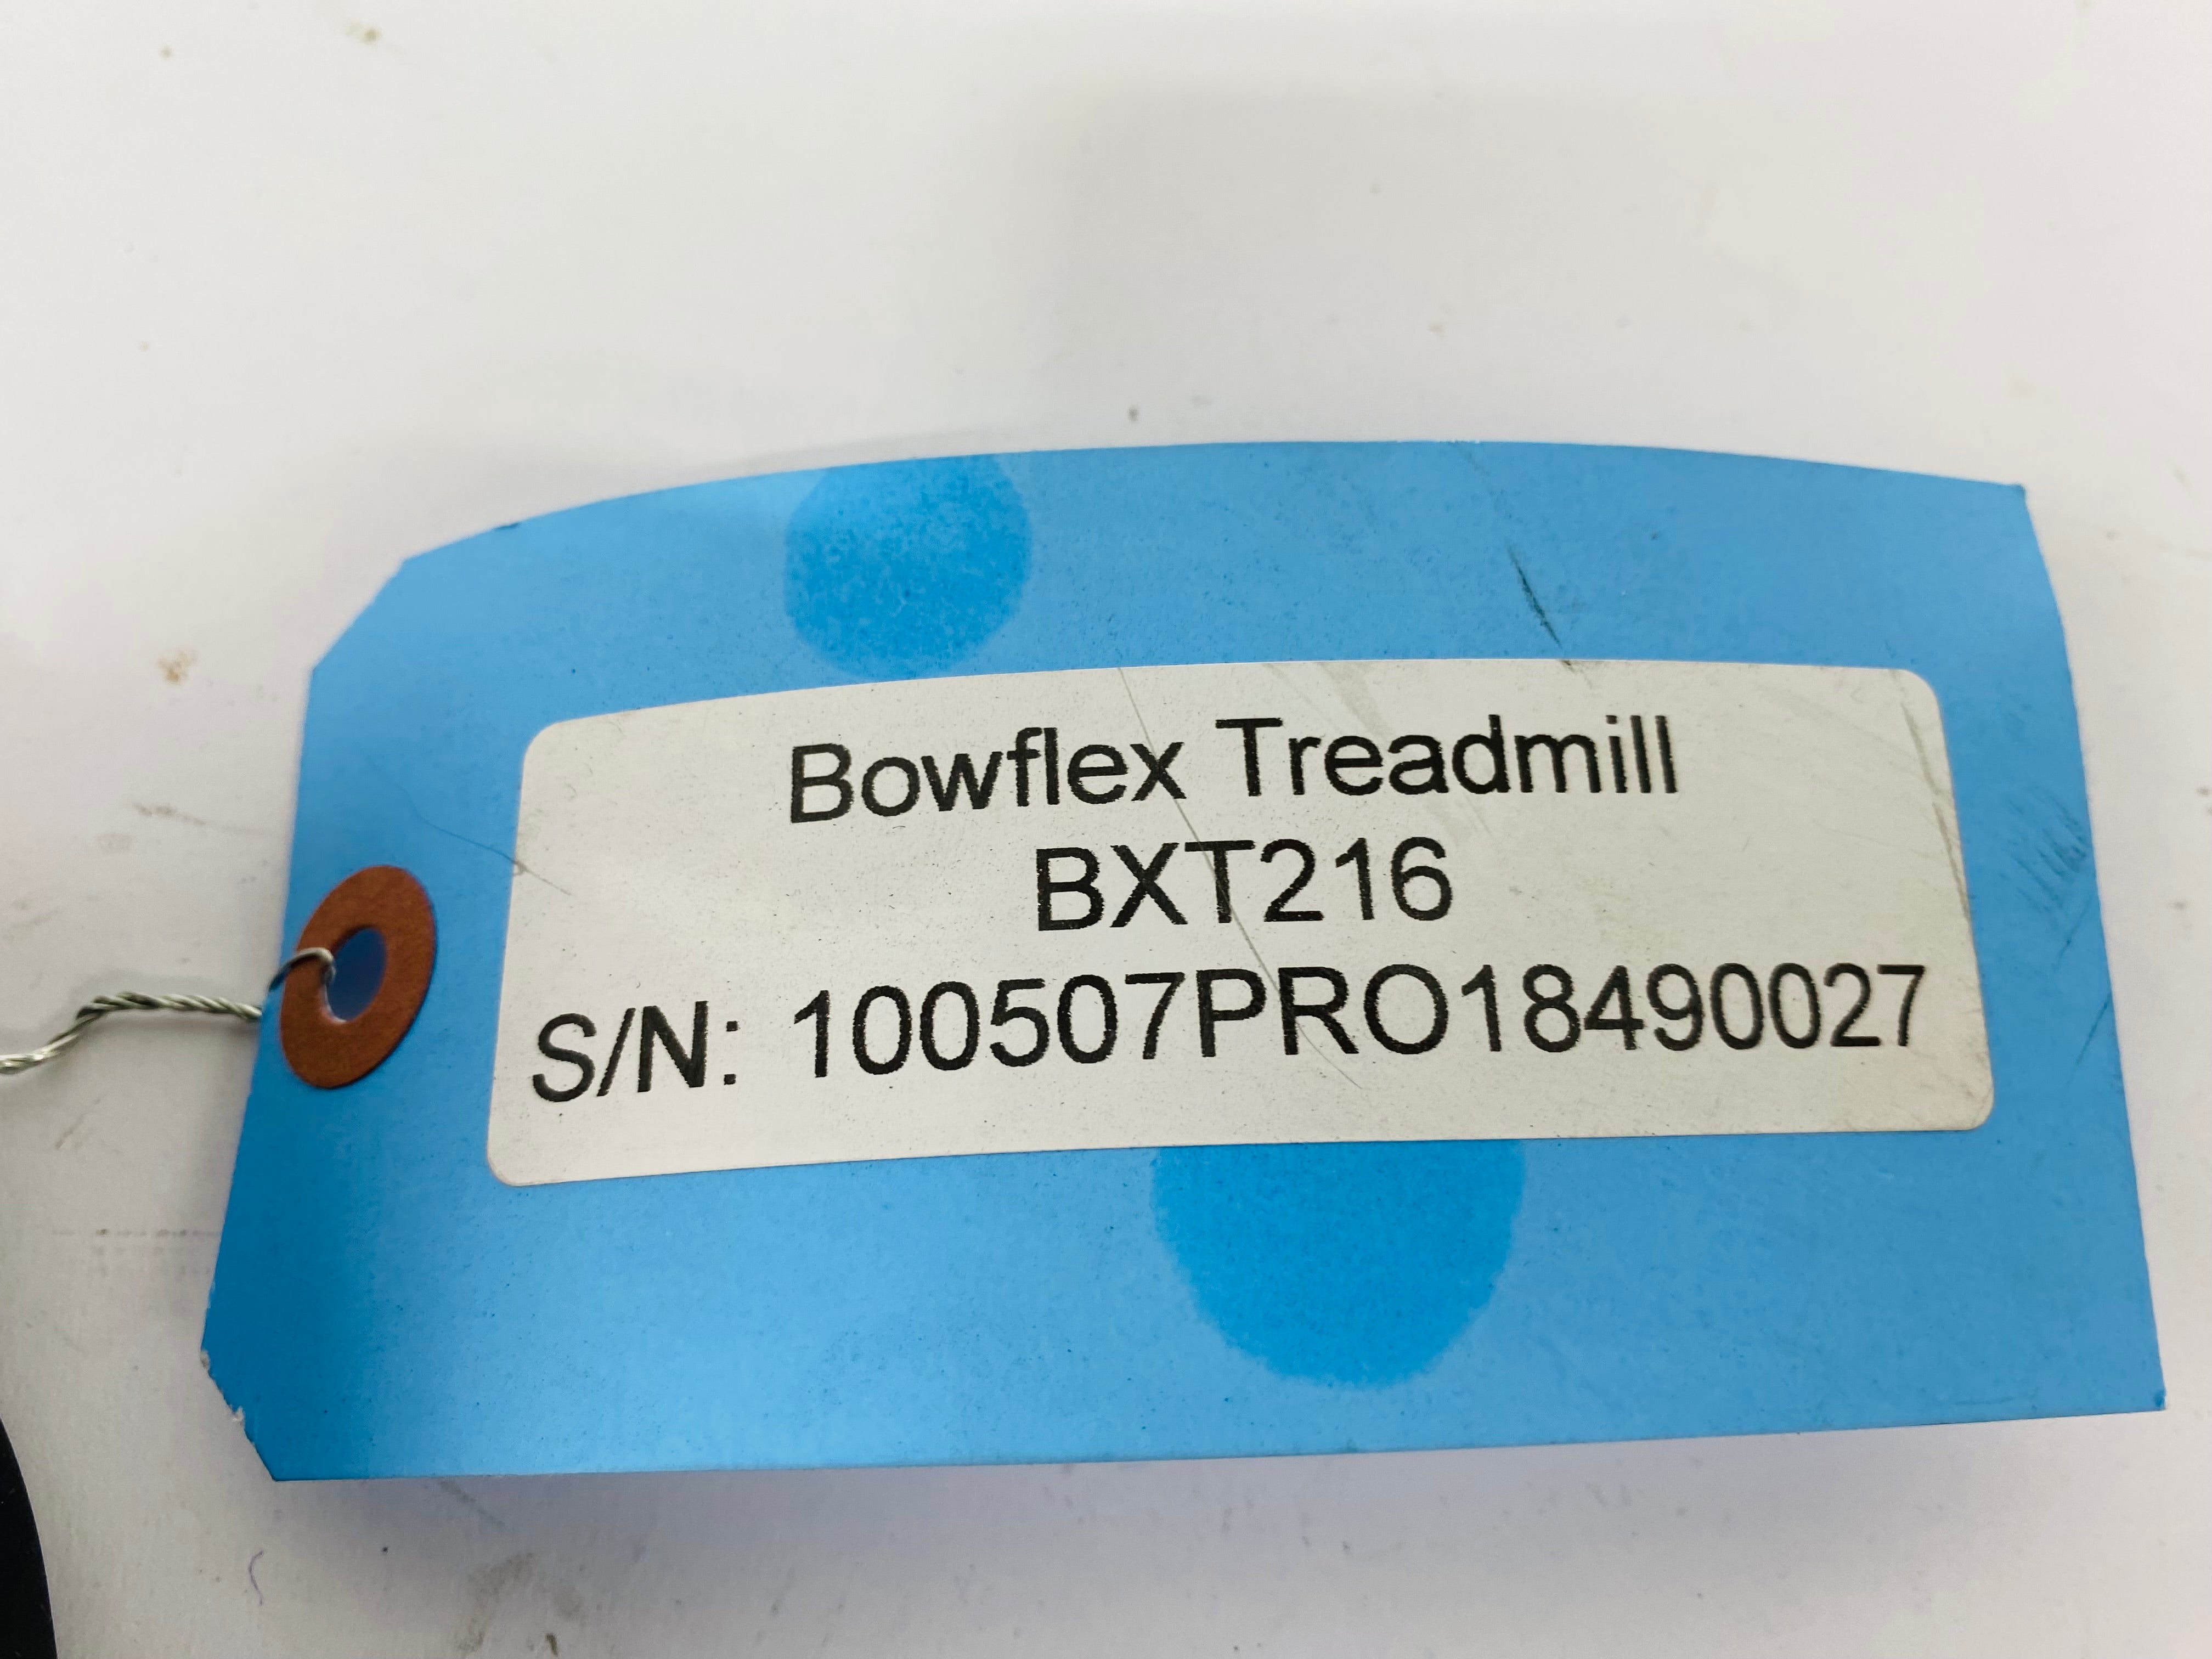 Bowflex Treadmill
BXT216
S/N: 100507PRO18490027